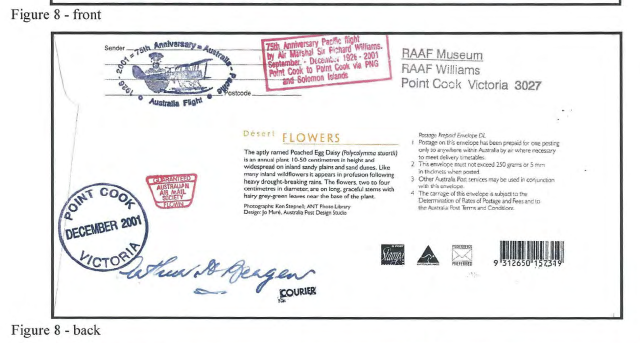 Figure 8 - front
Sender
1926 - 2001 = 75th Anniversary = Australia - Pacific
Australia Flight
Postcode
75th Anniversary Pacific flight
by Air Marshal Sir Richard Williams.
September - December 1926 - 2001
Point Cook to Point Cook via PNG
and Solomon Islands
RAAF Museum
RAAF Williams
Point Cook Victoria 3027
Desert FLOWERS
The aptly named Poached Egg Daisy (Polycalymma stuartii)
is an annual plant 10-50 centimetres in height and
widespread on inland sandy plains and sand dunes. Like
many inland wildflowers it appears in profusion following
heavy drought-breaking rains. The flowers, two to four
centimetres in diameter, are on long, graceful stems with
hairy grey-green leaves near the base of the plant.
Photographs: Ken Stepnell; ANT Photo Library
Design: Jo Muré, Australia Post Design Studio
Postage Prepaid Envelope DL
1 Postage on this envelope has been prepaid for one posting
only to anywhere within Australia by air where necessary
to meet delivery timetables.
2 The envelope must not exceed 250 grams or 5 mm
in thickness when posted.
3 Other Australia Post services may be used in conjunction
with this envelope.
4 The carriage of this envelope is subject to the
Determination of Rates of Postage and Fees and to
the Australia Post Terms and Conditions.
GUARANTEED
AUSTRALIAN
AIR MAIL
SOCIETY
FLOWN
POINT COOK
DECEMBER 2001
VICTORIA
COURIER
Stamps
PREFERRED
9 312650 152349
Figure 8 - back